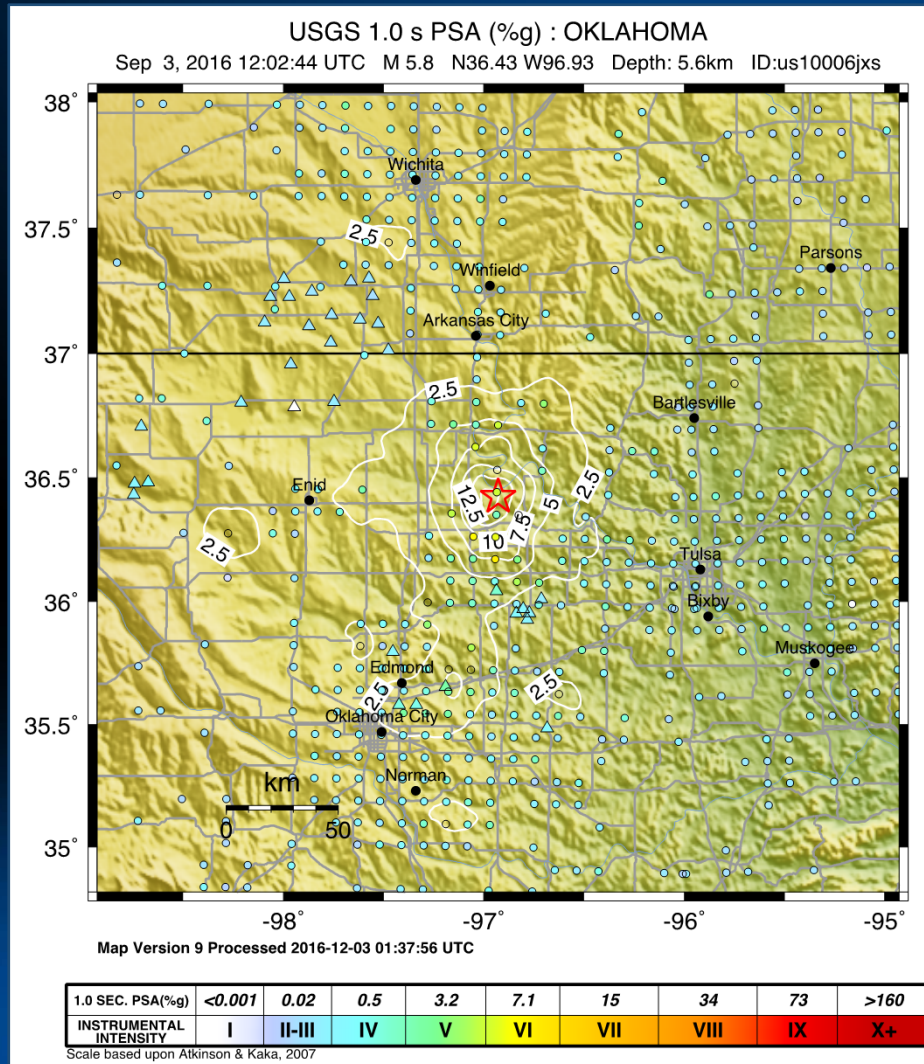 USGS 1.0 s PSA (%g) : OKLAHOMA
Sep 3, 2016 12:02:44 UTC M 5.8 N36.43 W96.93 Depth: 5.6km ID:us10006jxs
38˚
Wichita
37.5˚
2.5
Parsons
Winfield
Arkansas City
37˚
2.5
Bartlesville
36.5˚
Enid
12.5
5
2.5
7.5
10
2.5
Tulsa
36˚
Bixby
Muskogee
Edmond
2.5
2.5
35.5˚
Oklahoma City
Norman
km
0 50
35˚
-98˚ -97˚ -96˚ -95˚
Map Version 9 Processed 2016-12-03 01:37:56 UTC
1.0 SEC. PSA(%g) <0.001 0.02 0.5 3.2 7.1 15 34 73 >160
INSTRUMENTAL INTENSITY I II-III IV V VI VII VIII IX X+
Scale based upon Atkinson & Kaka, 2007